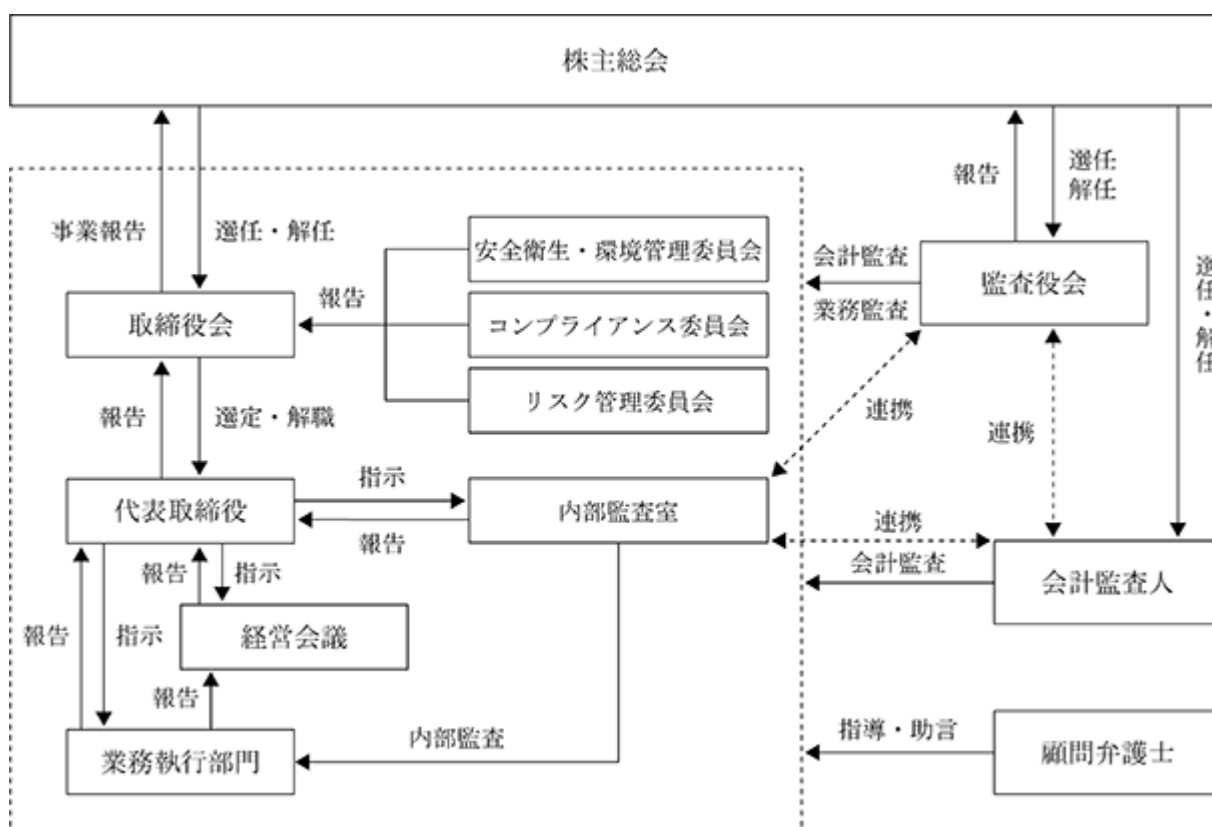 株主総会
報告
選任
解任
事業報告
選任・解任
安全衛生・環境管理委員会
会計監査
監査役会
選任・解任
報告
取締役会
コンプライアンス委員会
業務監査
リスク管理委員会
連携
報告
選定・解職
連携
指示
代表取締役
内部監査室
連携
報告
会計監査
会計監査人
報告
指示
報告
指示
経営会議
報告
指導・助言
内部監査
業務執行部門
顧問弁護士